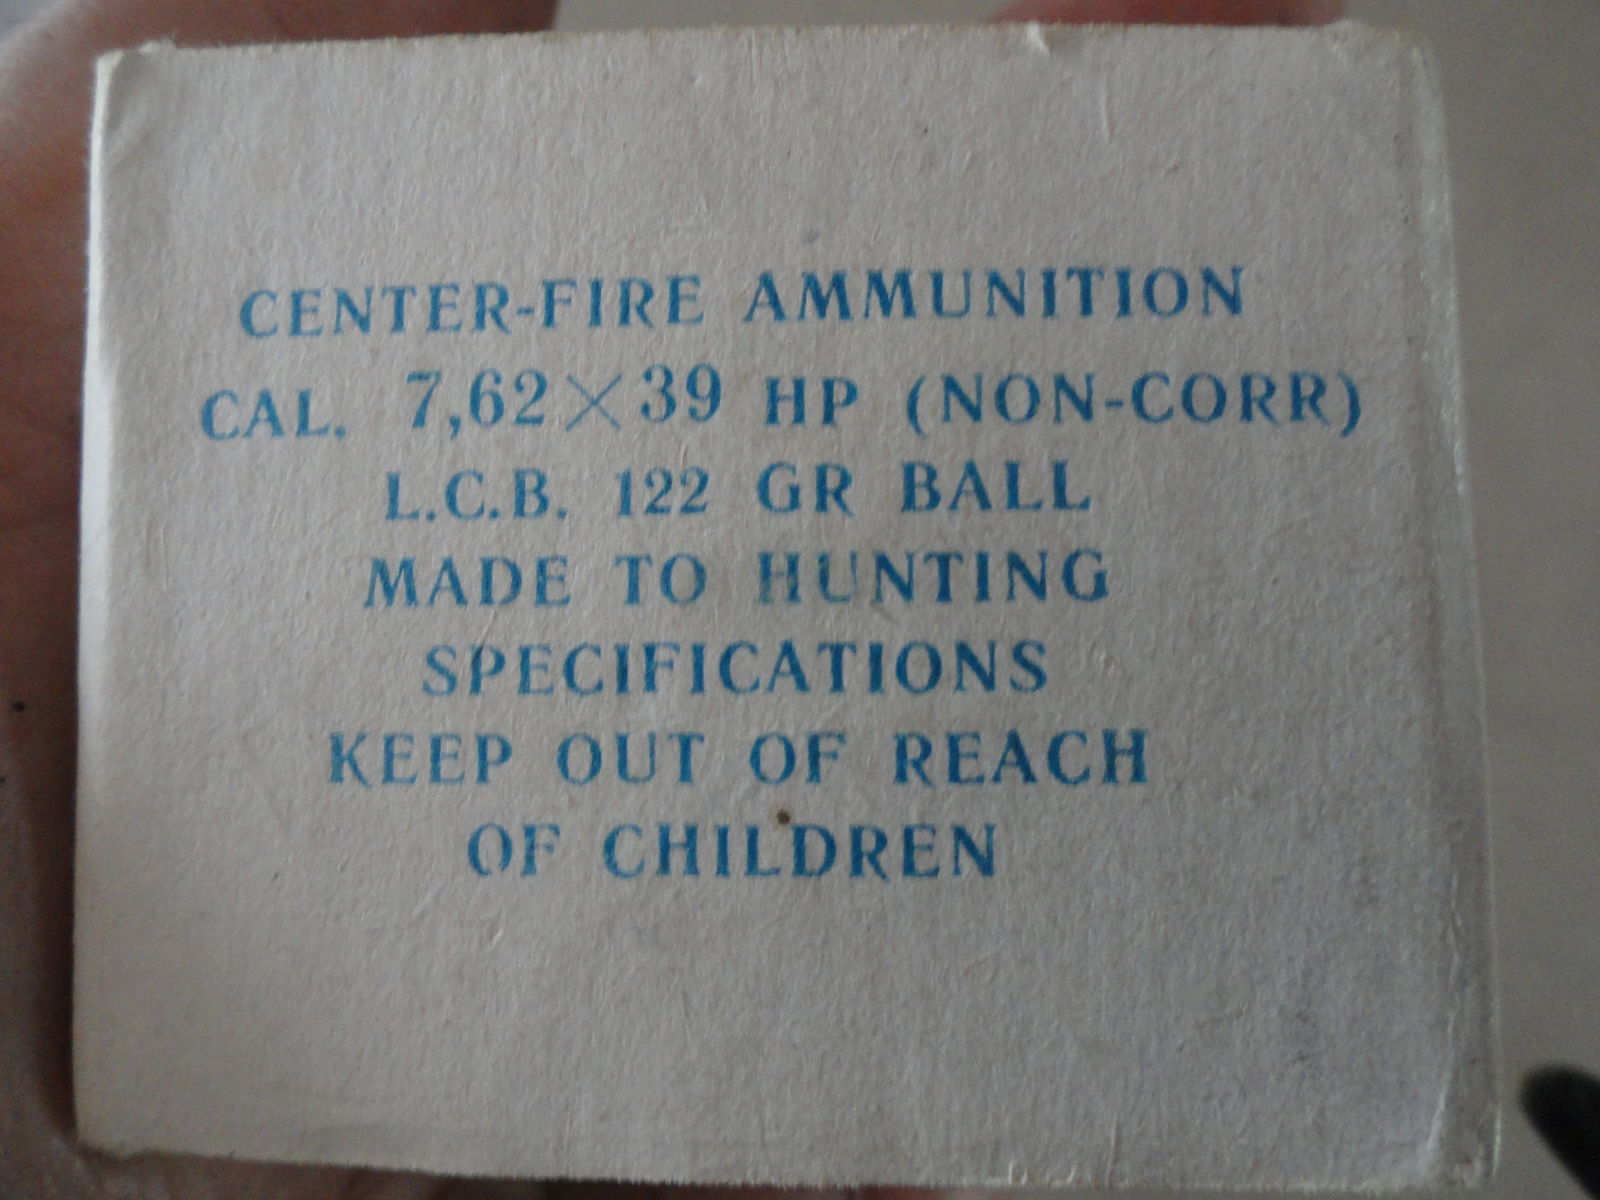 CENTER-FIRE AMMUNITION
CAL. 7,62×39 HP (NON-CORR)
L.C.B. 122 GR BALL
MADE TO HUNTING
SPECIFICATIONS
KEEP OUT OF REACH
OF CHILDREN